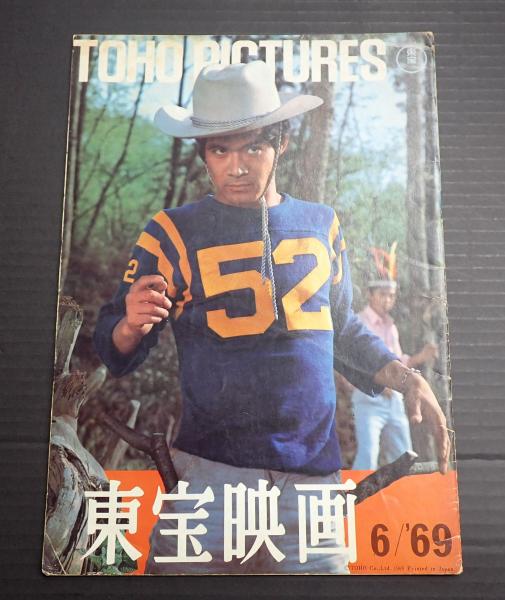 TOHO PICTURES
52
2
東宝映画
6/'69
TOHO Co., Ltd. 1969 Printed in Japan